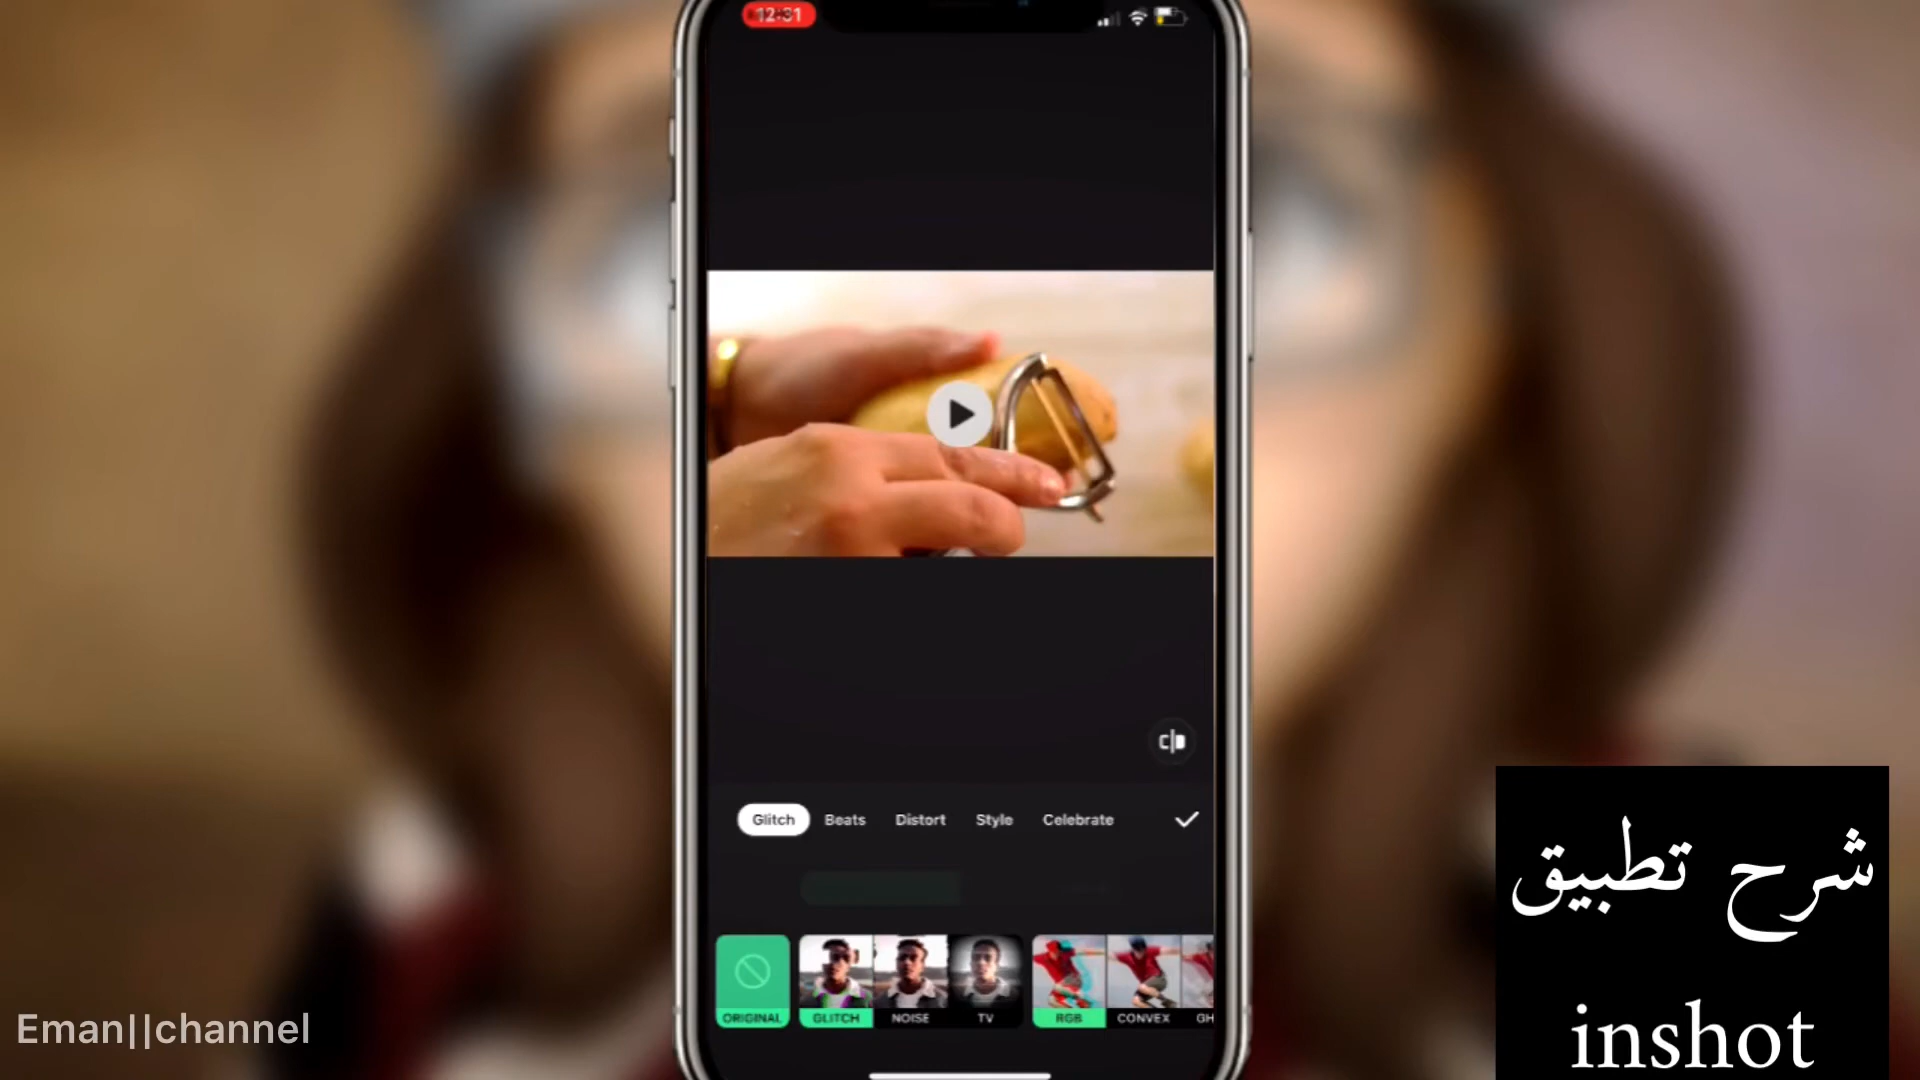 12:31
Glitch Beats Distort Style Celebrate
ORIGINAL GLITCH NOISE TV RGB CONVEX GH
شرح تطبيق
inshot
Eman||channel